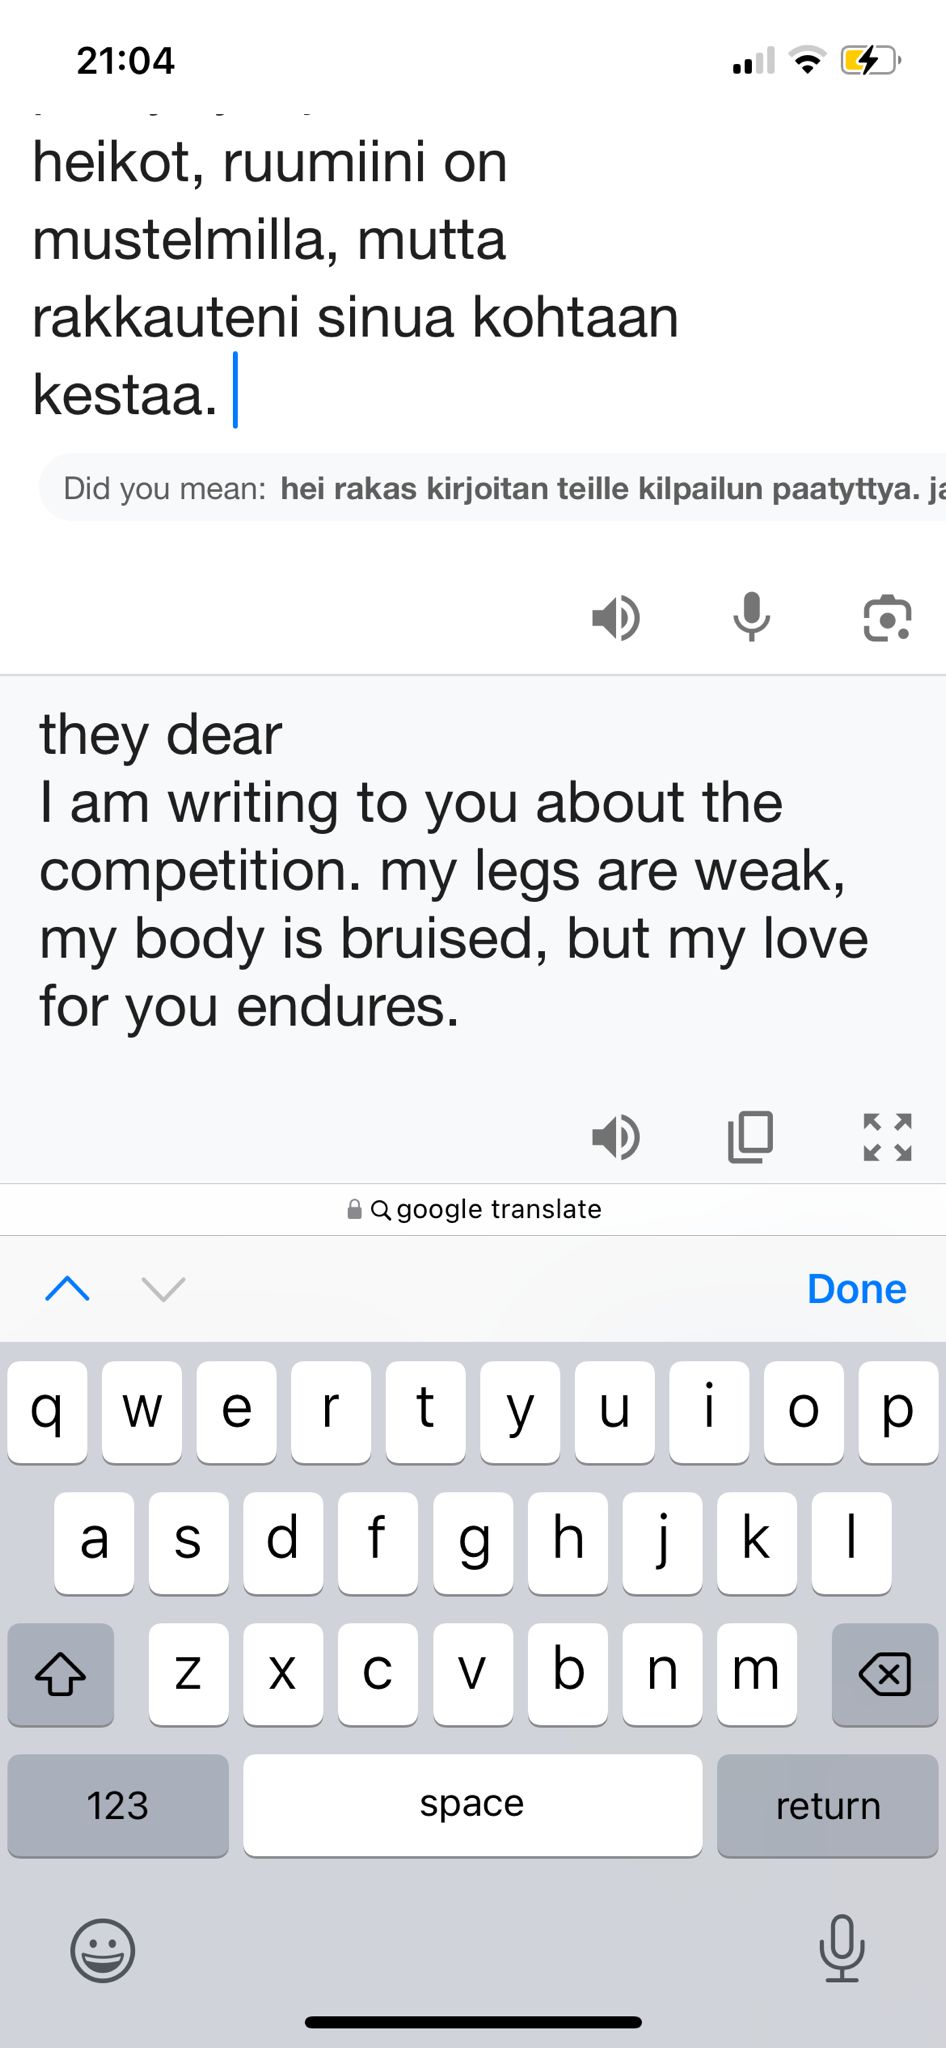 21:04
heikot, ruumiini on
mustelmilla, mutta
rakkauteni sinua kohtaan
kestaa.
Did you mean: hei rakas kirjoitan teille kilpailun paatyttya.
they dear
I am writing to you about the
competition. my legs are weak,
my body is bruised, but my love
for you endures.
google translate
Done
q w e r t y u i o p
a s d f g h j k l
z x c v b n m
123 space return